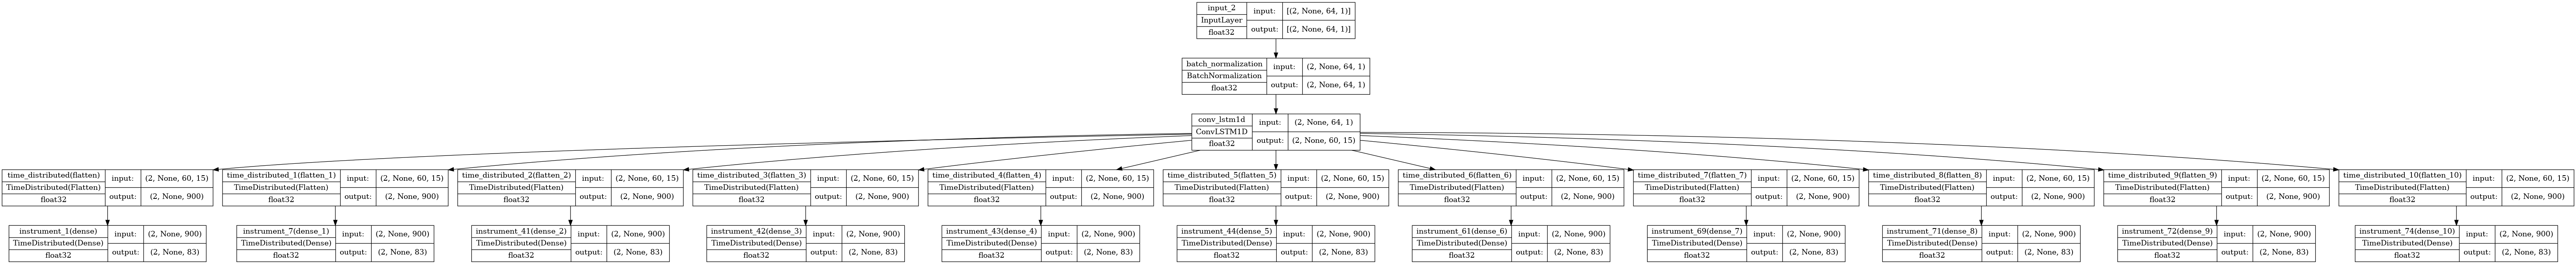 input_2 input: [(2, None, 64, 1)]
InputLayer
float32 output: [(2, None, 64, 1)]
batch_normalization input: (2, None, 64, 1)
BatchNormalization
float32 output: (2, None, 64, 1)
conv_lstm1d input: (2, None, 64, 1)
ConvLSTM1D
float32 output: (2, None, 60, 15)
time_distributed(flatten) input: (2, None, 60, 15)
TimeDistributed(Flatten)
float32 output: (2, None, 900)
time_distributed_1(flatten_1) input: (2, None, 60, 15)
TimeDistributed(Flatten)
float32 output: (2, None, 900)
time_distributed_2(flatten_2) input: (2, None, 60, 15)
TimeDistributed(Flatten)
float32 output: (2, None, 900)
time_distributed_3(flatten_3) input: (2, None, 60, 15)
TimeDistributed(Flatten)
float32 output: (2, None, 900)
time_distributed_4(flatten_4) input: (2, None, 60, 15)
TimeDistributed(Flatten)
float32 output: (2, None, 900)
time_distributed_5(flatten_5) input: (2, None, 60, 15)
TimeDistributed(Flatten)
float32 output: (2, None, 900)
time_distributed_6(flatten_6) input: (2, None, 60, 15)
TimeDistributed(Flatten)
float32 output: (2, None, 900)
time_distributed_7(flatten_7) input: (2, None, 60, 15)
TimeDistributed(Flatten)
float32 output: (2, None, 900)
time_distributed_8(flatten_8) input: (2, None, 60, 15)
TimeDistributed(Flatten)
float32 output: (2, None, 900)
time_distributed_9(flatten_9) input: (2, None, 60, 15)
TimeDistributed(Flatten)
float32 output: (2, None, 900)
time_distributed_10(flatten_10) input: (2, None, 60, 15)
TimeDistributed(Flatten)
float32 output: (2, None, 900)
instrument_1(dense) input: (2, None, 900)
TimeDistributed(Dense)
float32 output: (2, None, 83)
instrument_7(dense_1) input: (2, None, 900)
TimeDistributed(Dense)
float32 output: (2, None, 83)
instrument_41(dense_2) input: (2, None, 900)
TimeDistributed(Dense)
float32 output: (2, None, 83)
instrument_42(dense_3) input: (2, None, 900)
TimeDistributed(Dense)
float32 output: (2, None, 83)
instrument_43(dense_4) input: (2, None, 900)
TimeDistributed(Dense)
float32 output: (2, None, 83)
instrument_44(dense_5) input: (2, None, 900)
TimeDistributed(Dense)
float32 output: (2, None, 83)
instrument_61(dense_6) input: (2, None, 900)
TimeDistributed(Dense)
float32 output: (2, None, 83)
instrument_69(dense_7) input: (2, None, 900)
TimeDistributed(Dense)
float32 output: (2, None, 83)
instrument_71(dense_8) input: (2, None, 900)
TimeDistributed(Dense)
float32 output: (2, None, 83)
instrument_72(dense_9) input: (2, None, 900)
TimeDistributed(Dense)
float32 output: (2, None, 83)
instrument_74(dense_10) input: (2, None, 900)
TimeDistributed(Dense)
float32 output: (2, None, 83)